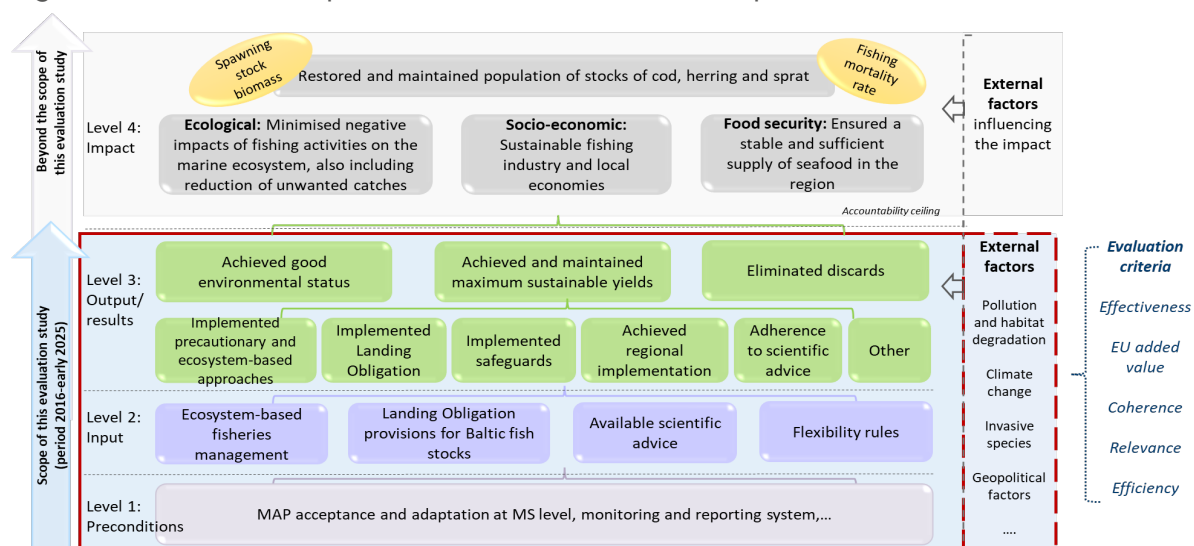 Beyond the scope of
this evaluation study
Spawning
stock
biomass
Restored and maintained population of stocks of cod, herring and sprat
Fishing
mortality
rate
Level 4:
Impact
Ecological: Minimised negative
impacts of fishing activities on the
marine ecosystem, also including
reduction of unwanted catches
Socio-economic:
Sustainable fishing
industry and local
economies
Food security: Ensured a
stable and sufficient
supply of seafood in the
region
External
factors
influencing
the impact
Accountability ceiling
Scope of this evaluation study
(period 2016-early 2025)
Level 3:
Output/
results
Achieved good
environmental status
Achieved and maintained
maximum sustainable yields
Eliminated discards
Implemented
precautionary and
ecosystem-based
approaches
Implemented
Landing
Obligation
Implemented
safeguards
Achieved
regional
implementation
Adherence
to scientific
advice
Other
Level 2:
Input
Ecosystem-based
fisheries
management
Landing Obligation
provisions for Baltic fish
stocks
Available scientific
advice
Flexibility rules
Level 1:
Preconditions
MAP acceptance and adaptation at MS level, monitoring and reporting system,...
External
factors
Pollution
and habitat
degradation
Climate
change
Invasive
species
Geopolitical
factors
....
Evaluation
criteria
Effectiveness
EU added
value
Coherence
Relevance
Efficiency